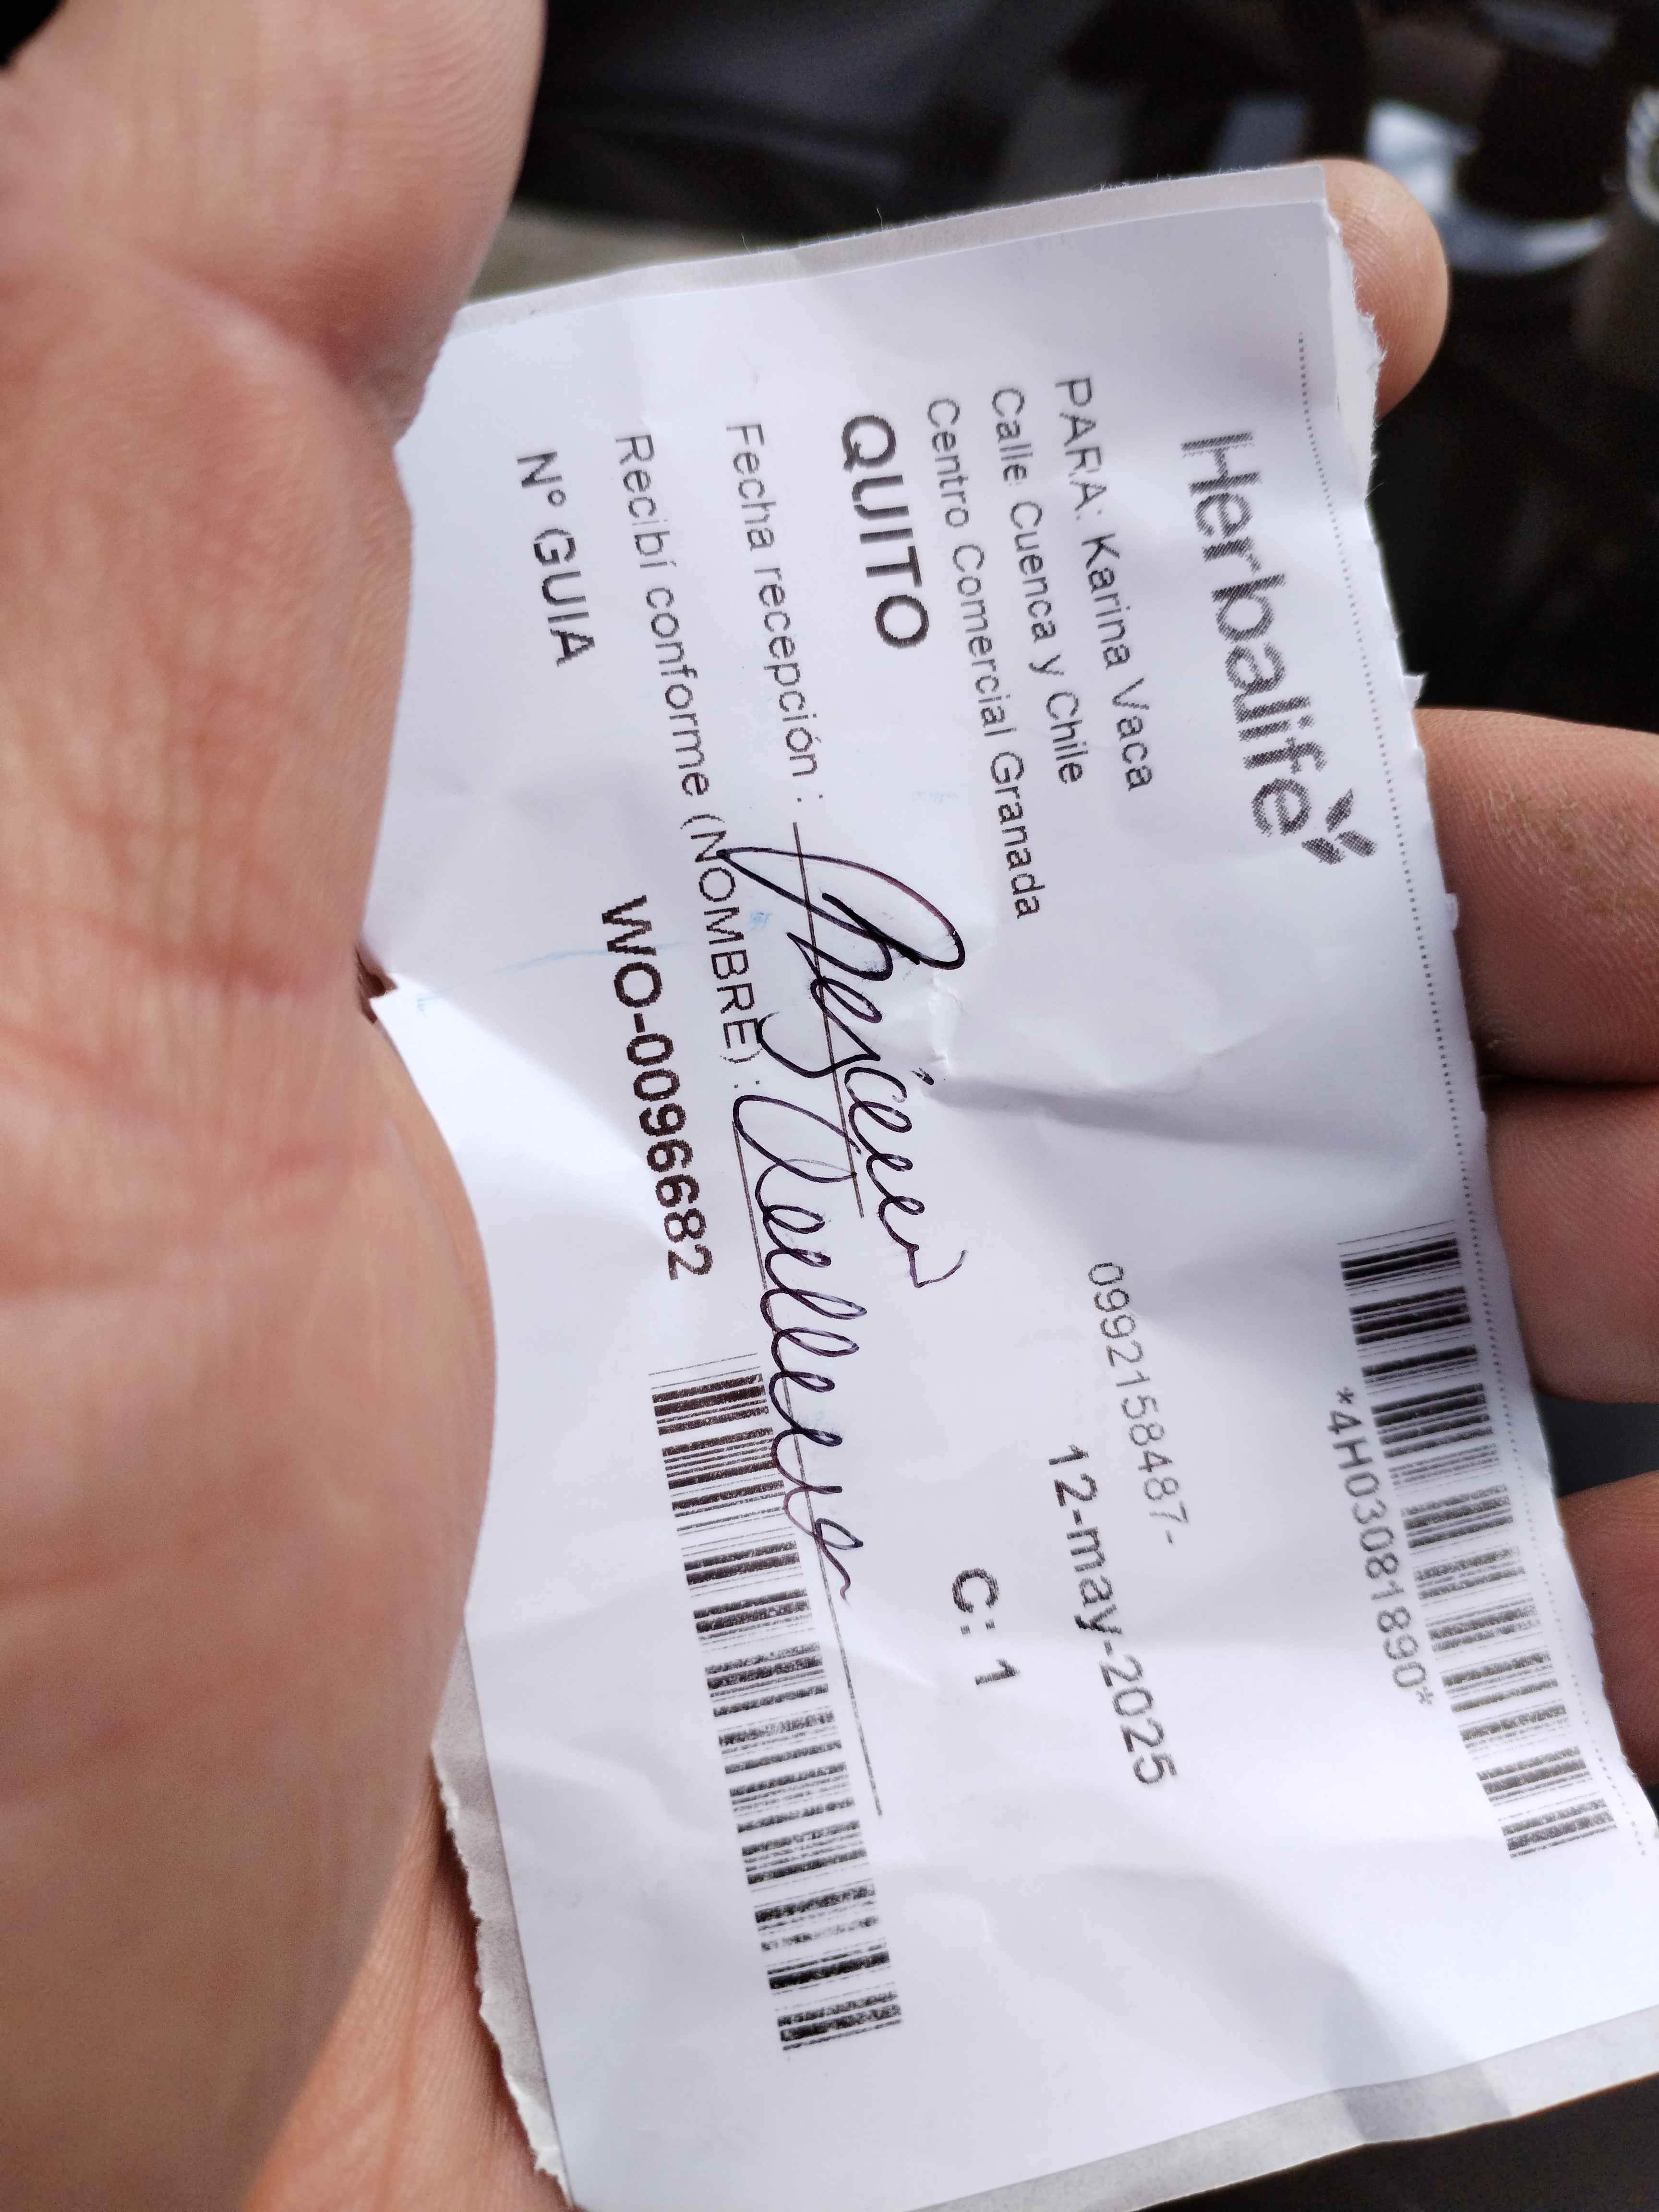 Herbalife
*4H03081890*
PARA: Karina Vaca
0992158487-
Calle Cuenca y Chile
12-may-2025
Centro Comercial Granada
QUITO
C: 1
Fecha recepción :
Recibí conforme (NOMBRE) :
N° GUIA
WO-0096682